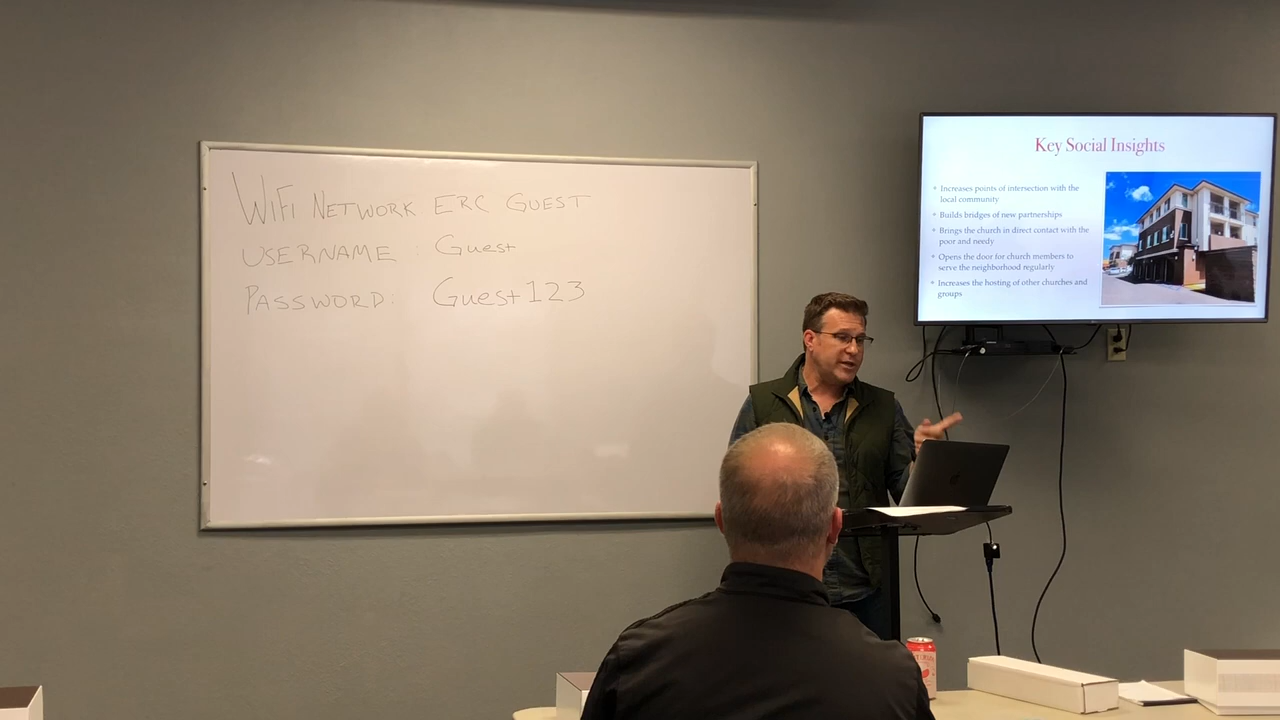 WIFI NETWORK ERC GUEST
USERNAME : Guest
PASSWORD: Guest123
Key Social Insights
• Increases points of intersection with the
local community
• Builds bridges of new partnerships
• Brings the church in direct contact with the
poor and needy
• Opens the door for church members to
serve the neighborhood regularly
• Increases the hosting of other churches and
groups